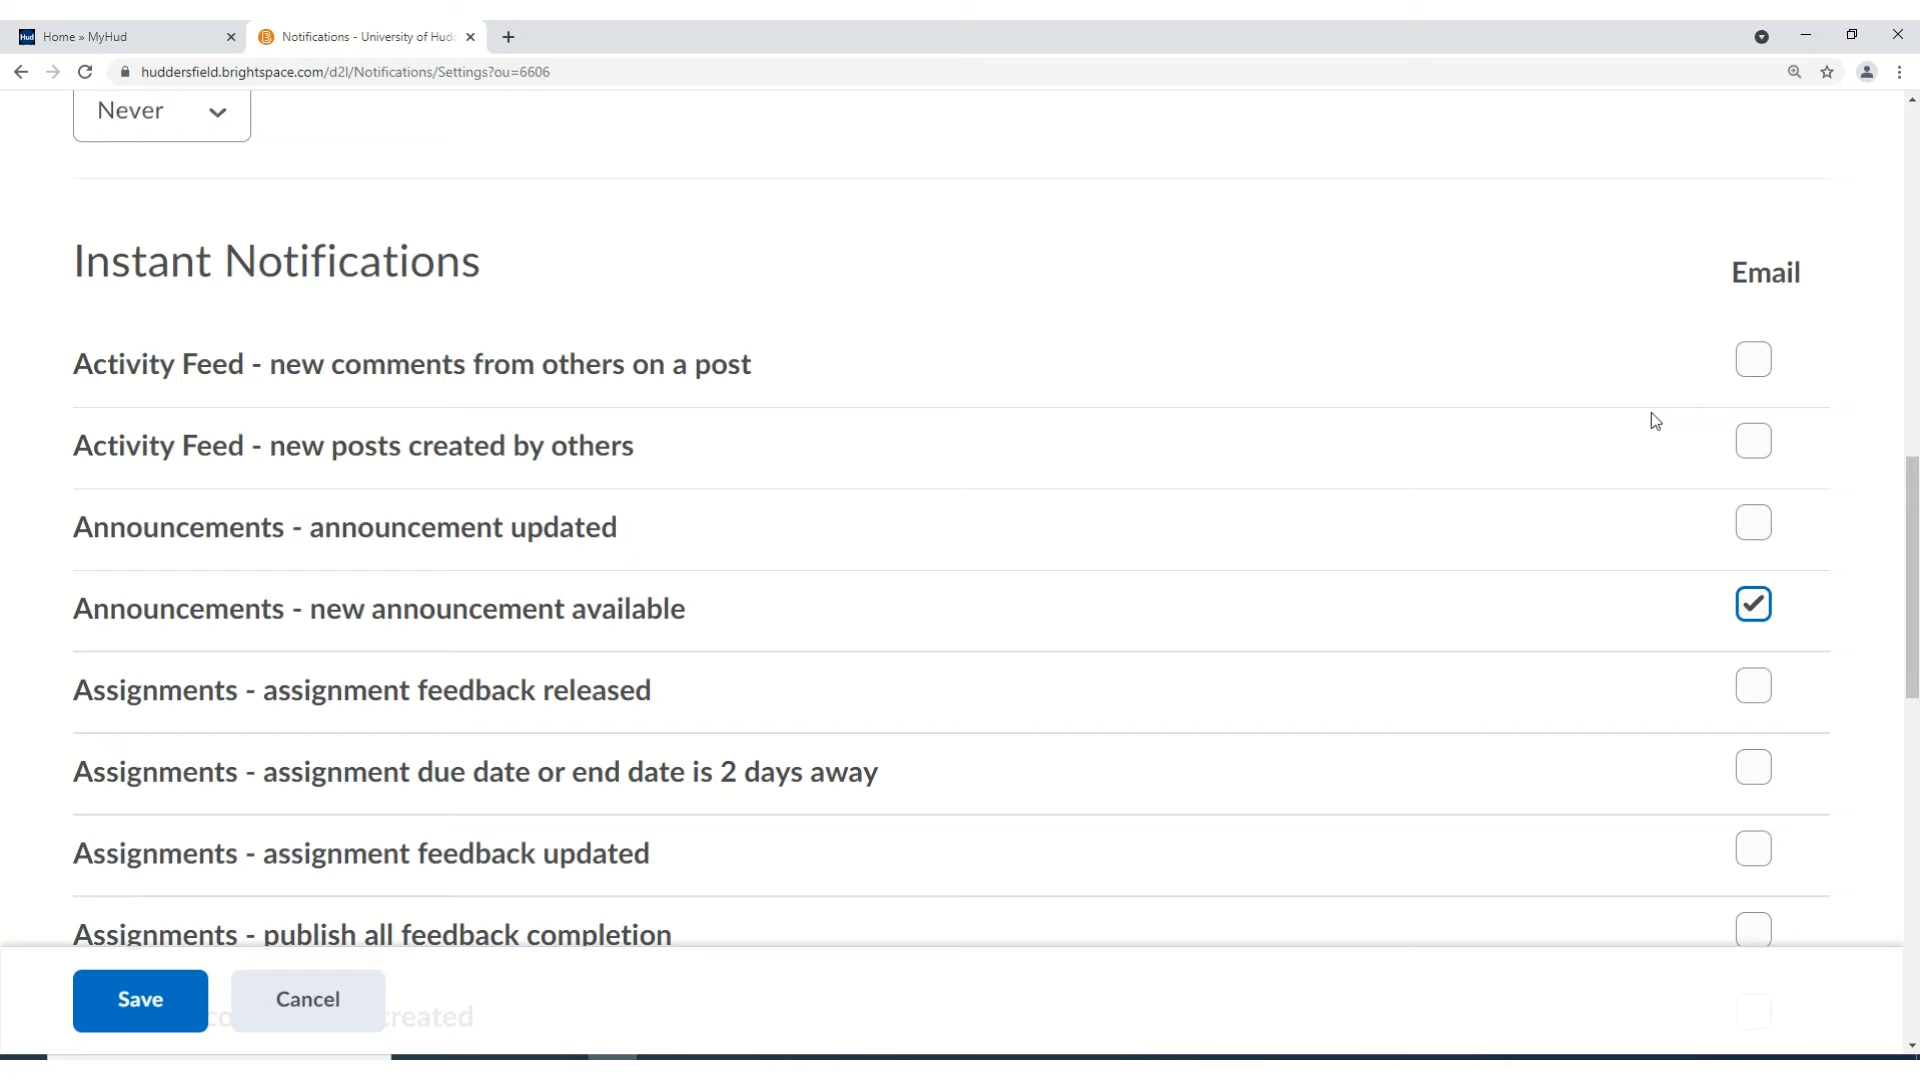 Hud Home » MyHud
Notifications - University of Hud
huddersfield.brightspace.com/d2l/Notifications/Settings?ou=6606
Never
Instant Notifications
Email
Activity Feed - new comments from others on a post
Activity Feed - new posts created by others
Announcements - announcement updated
Announcements - new announcement available
Assignments - assignment feedback released
Assignments - assignment due date or end date is 2 days away
Assignments - assignment feedback updated
Assignments - publish all feedback completion
Save
Cancel
created